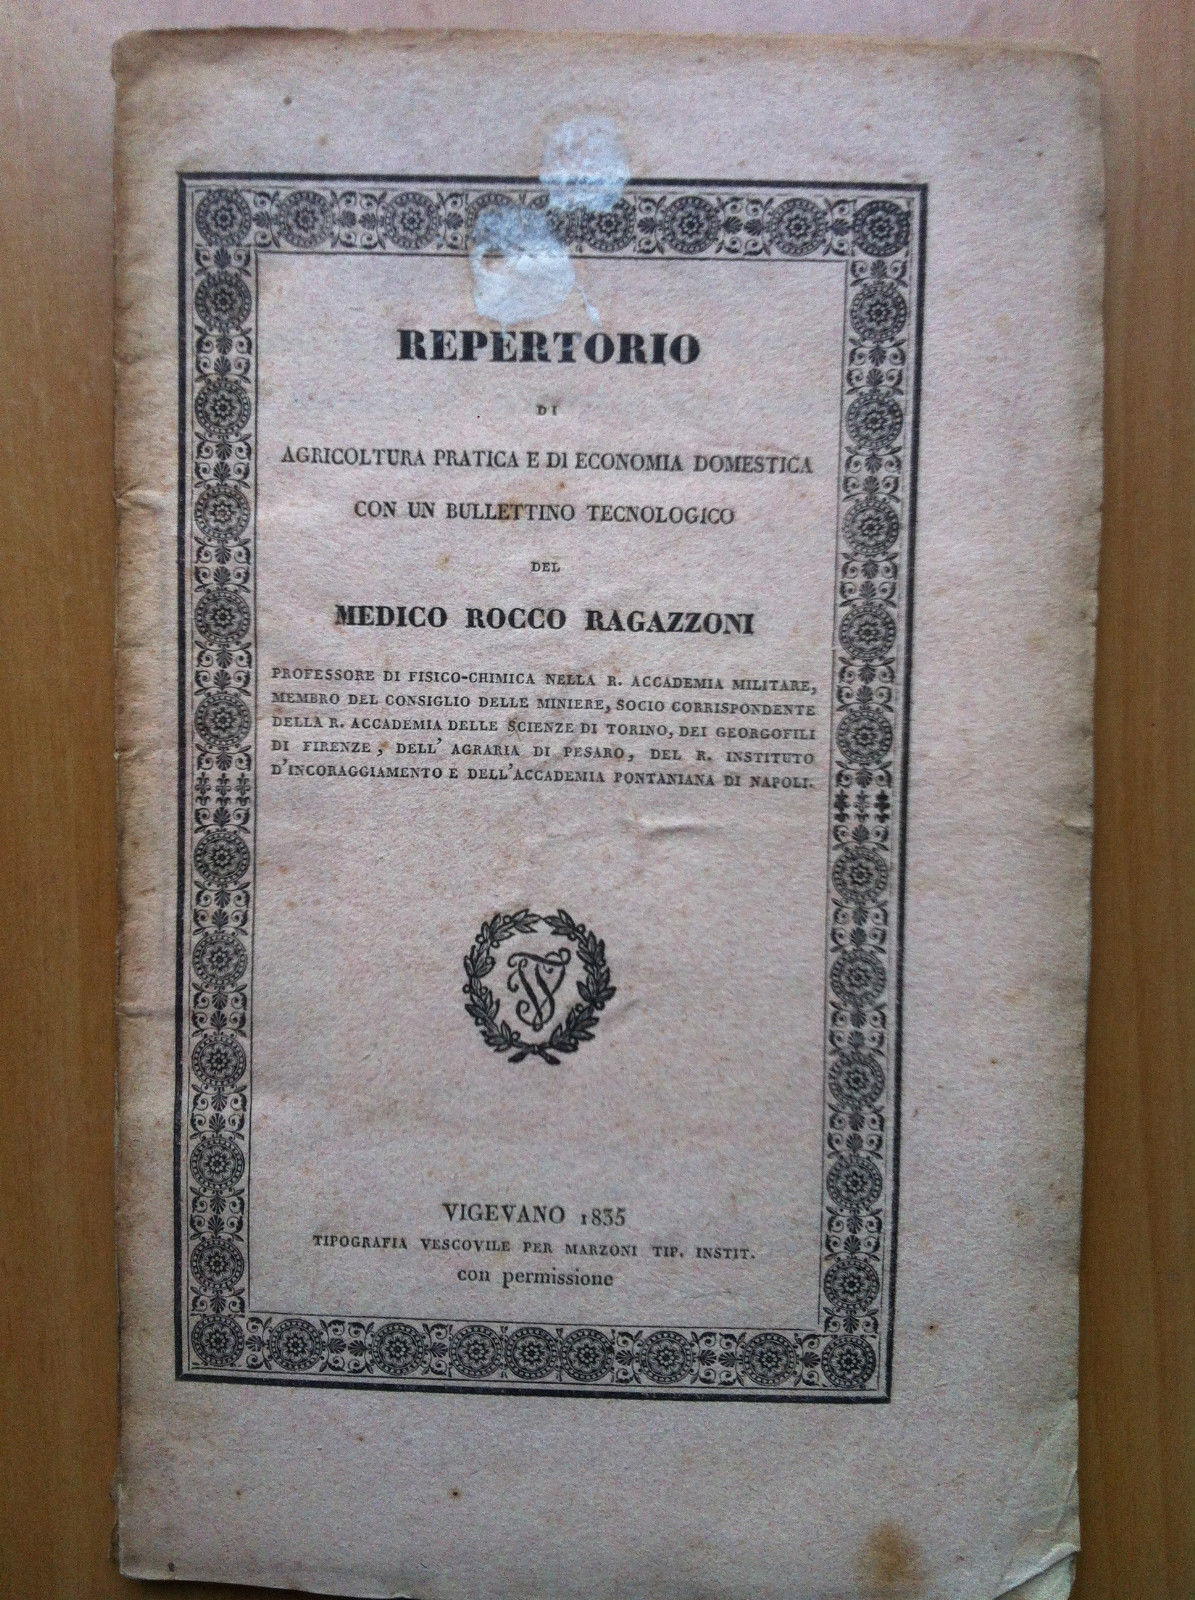 REPERTORIO
DI
AGRICOLTURA PRATICA E DI ECONOMIA DOMESTICA
CON UN BULLETTINO TECNOLOGICO
DEL
MEDICO ROCCO RAGAZZONI
PROFESSORE DI FISICO-CHIMICA NELLA R. ACCADEMIA MILITARE,
MEMBRO DEL CONSIGLIO DELLE MINIERE, SOCIO CORRISPONDENTE
DELLA R. ACCADEMIA DELLE SCIENZE DI TORINO, DEI GEORGOFILI
DI FIRENZE, DELL' AGRARIA DI PESARO, DEL R. INSTITUTO
D'INCORAGGIAMENTO E DELL'ACCADEMIA PONTANIANA DI NAPOLI.
VIGEVANO 1835
TIPOGRAFIA VESCOVILE PER MARZONI TIP. INSTIT.
con permissione